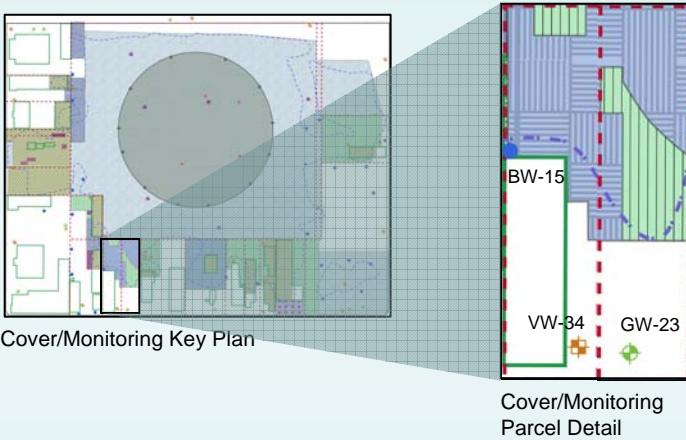 BW-15
VW-34
GW-23
Cover/Monitoring Key Plan
Cover/Monitoring
Parcel Detail